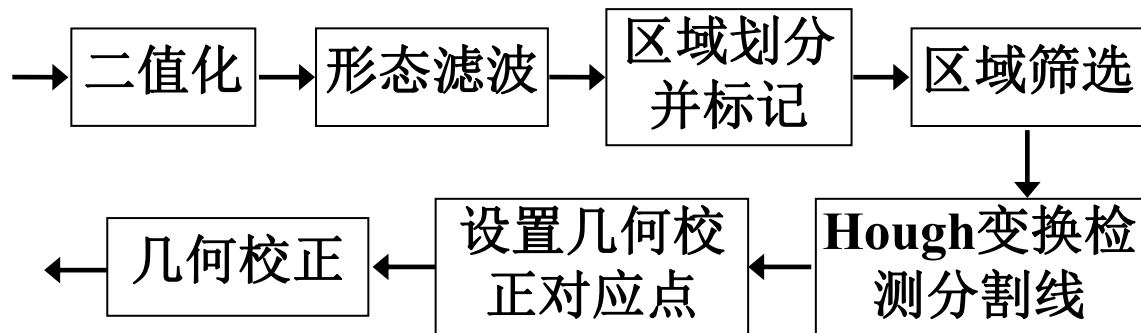 二值化
形态滤波
区域划分
并标记
区域筛选
Hough变换检
测分割线
设置几何校
正对应点
几何校正